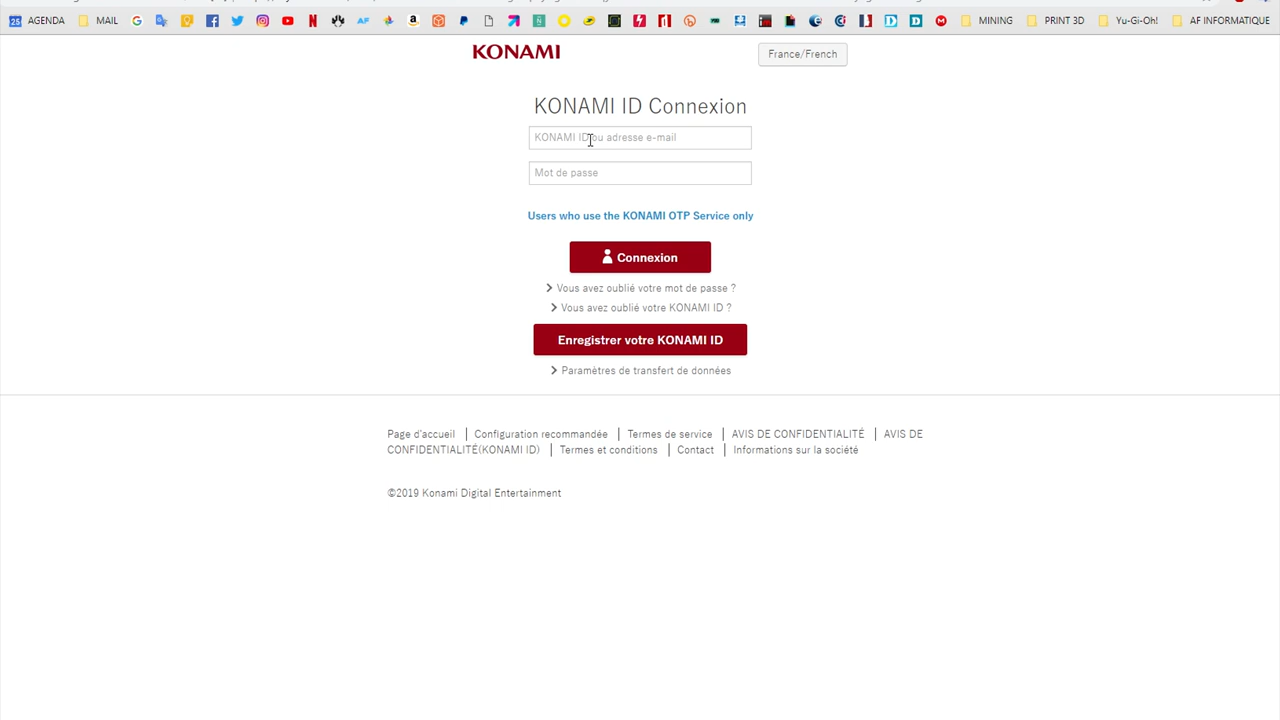 AGENDA MAIL MINING PRINT 3D Yu-Gi-Oh! AF INFORMATIQUE
KONAMI France/French
KONAMI ID Connexion
KONAMI ID ou adresse e-mail
Mot de passe
Users who use the KONAMI OTP Service only
Connexion
Vous avez oublié votre mot de passe ?
Vous avez oublié votre KONAMI ID ?
Enregistrer votre KONAMI ID
Paramètres de transfert de données
Page d'accueil Configuration recommandée Termes de service AVIS DE CONFIDENTIALITÉ AVIS DE
CONFIDENTIALITÉ(KONAMI ID) Termes et conditions Contact Informations sur la société
©2019 Konami Digital Entertainment